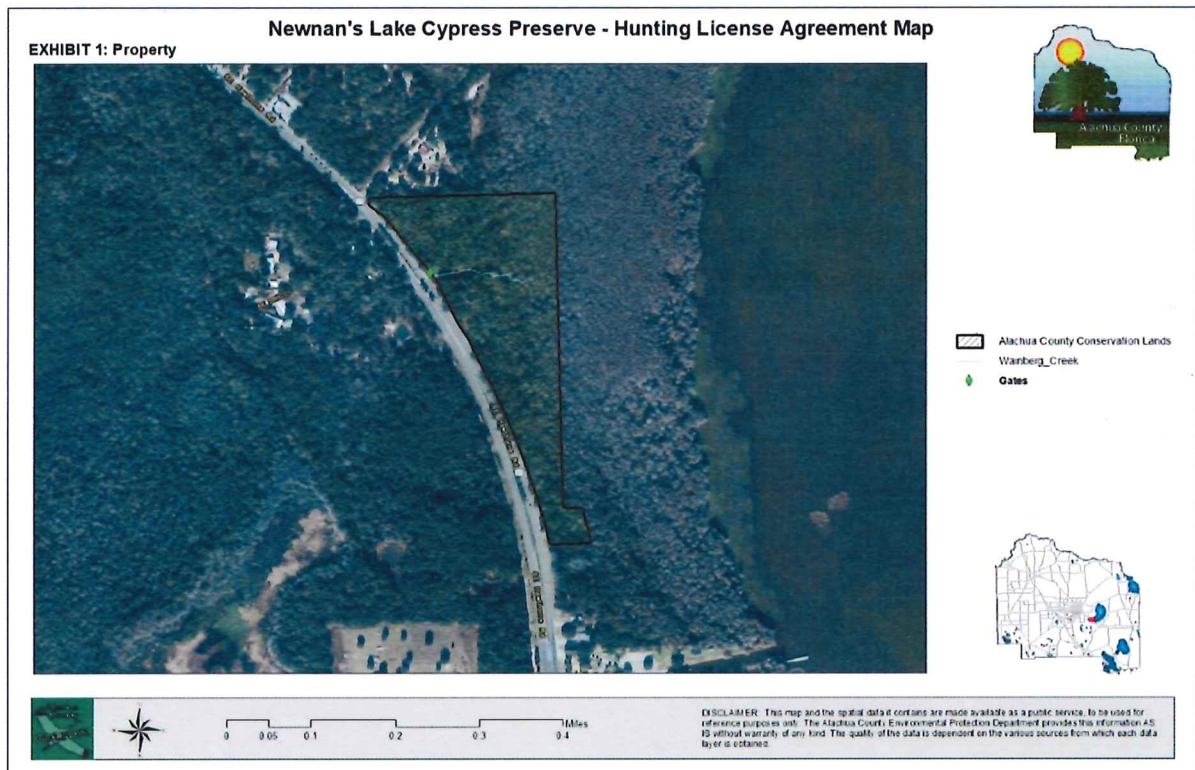 Newnan's Lake Cypress Preserve - Hunting License Agreement Map
EXHIBIT 1: Property
Alachua County
Florida
Alachua County Conservation Lands
Wainberg_Creek
Gates
0 0.05 0.1 0.2 0.3 0.4
Miles
DISCLAIMER: This map and the spatial data it contains are made available as a public service, to be used for
reference purposes only. The Alachua County Environmental Protection Department provides this information AS
IS without warranty of any kind. The quality of the data is dependent on the various sources from which each data
layer is obtained.